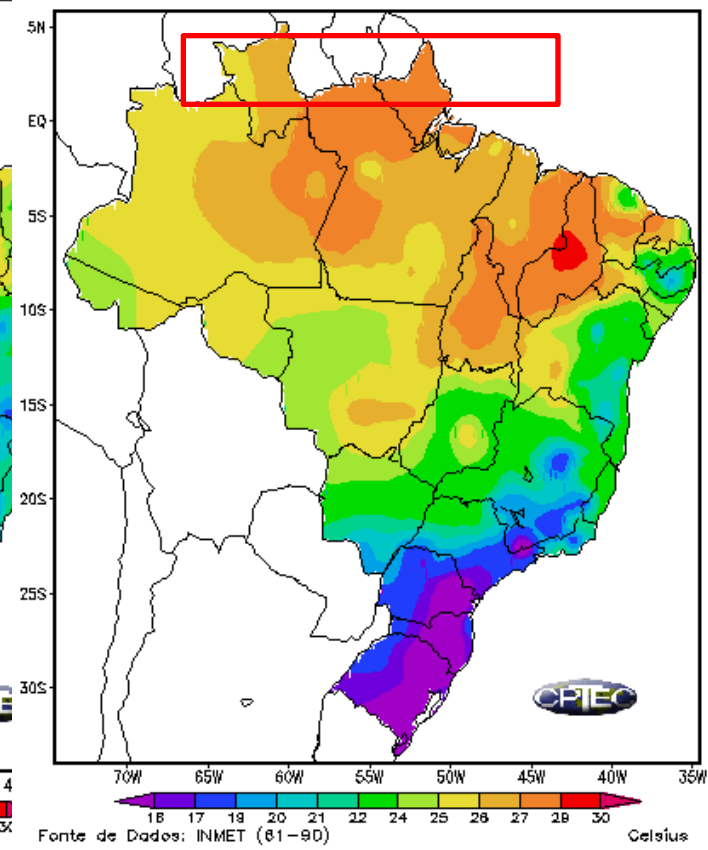 5N
EQ
5S
10S
15S
20S
25S
30S
CPTEC
70W 65W 60W 55W 50W 45W 40W 35W
16 17 19 20 21 22 24 25 26 27 29 30
Fonte de Dados: INMET (61-90) Celsius